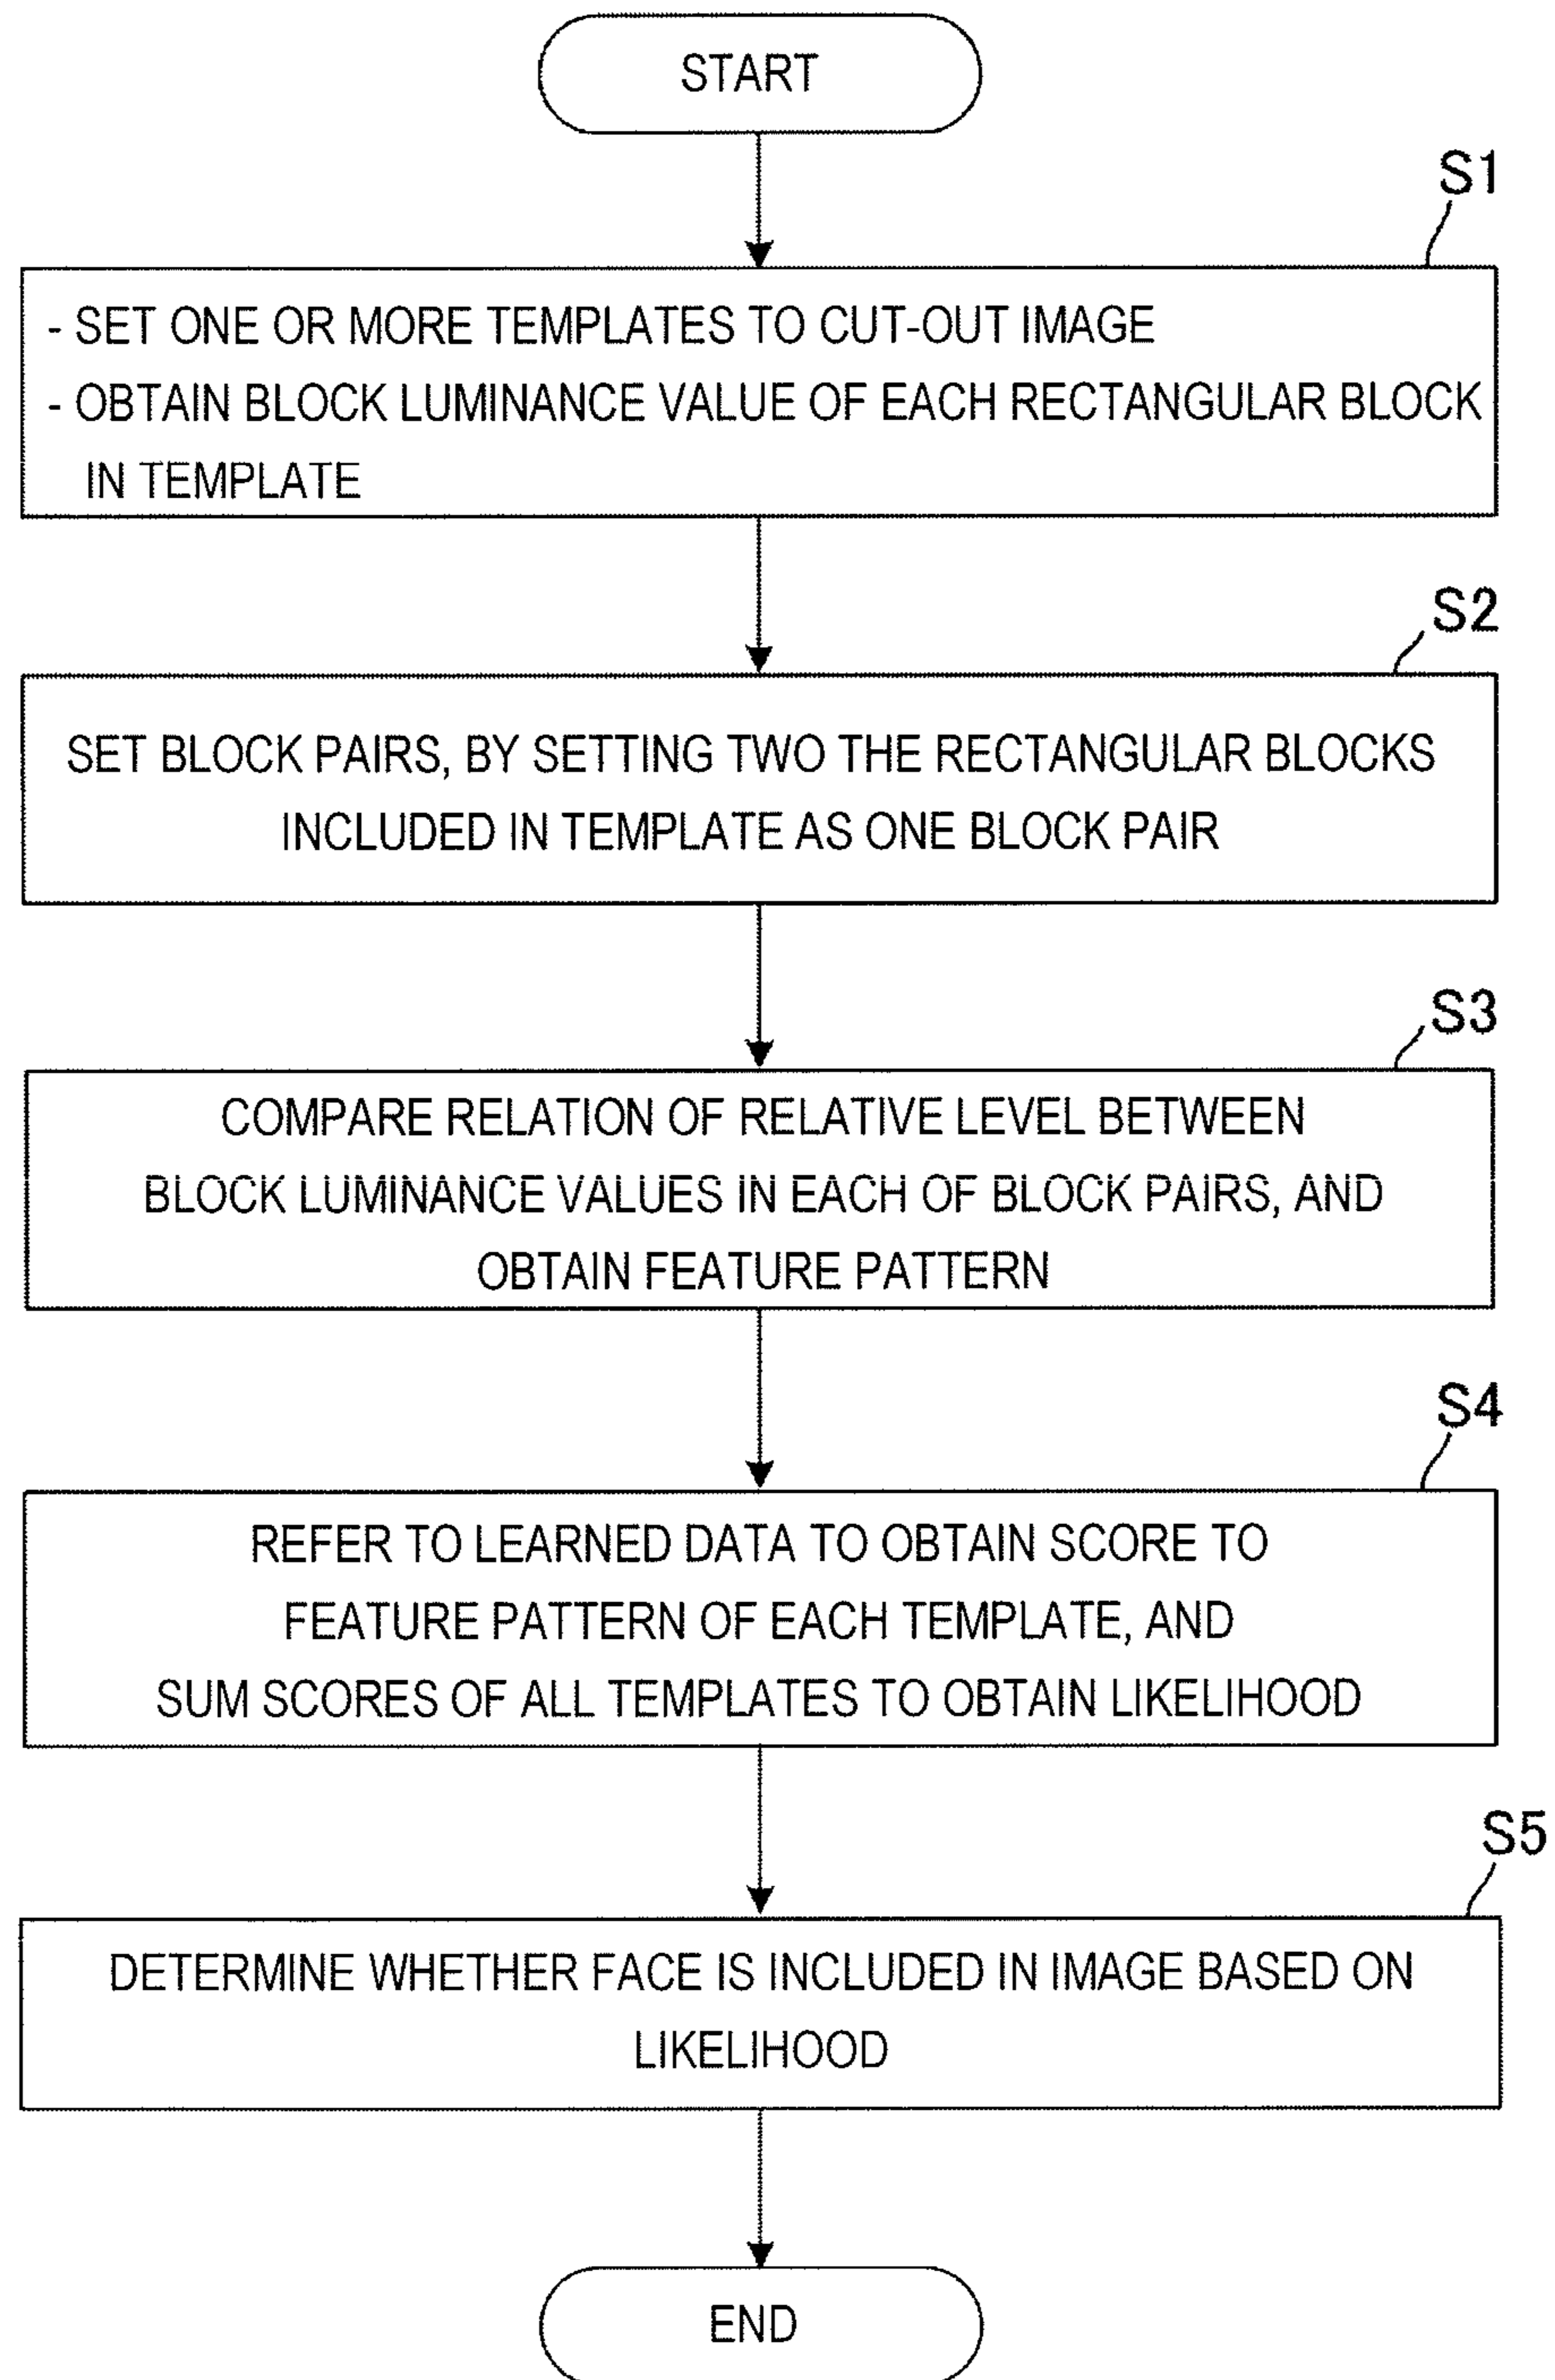 START
S1
- SET ONE OR MORE TEMPLATES TO CUT-OUT IMAGE
- OBTAIN BLOCK LUMINANCE VALUE OF EACH RECTANGULAR BLOCK
IN TEMPLATE
S2
SET BLOCK PAIRS, BY SETTING TWO THE RECTANGULAR BLOCKS
INCLUDED IN TEMPLATE AS ONE BLOCK PAIR
S3
COMPARE RELATION OF RELATIVE LEVEL BETWEEN
BLOCK LUMINANCE VALUES IN EACH OF BLOCK PAIRS, AND
OBTAIN FEATURE PATTERN
S4
REFER TO LEARNED DATA TO OBTAIN SCORE TO
FEATURE PATTERN OF EACH TEMPLATE, AND
SUM SCORES OF ALL TEMPLATES TO OBTAIN LIKELIHOOD
S5
DETERMINE WHETHER FACE IS INCLUDED IN IMAGE BASED ON
LIKELIHOOD
END